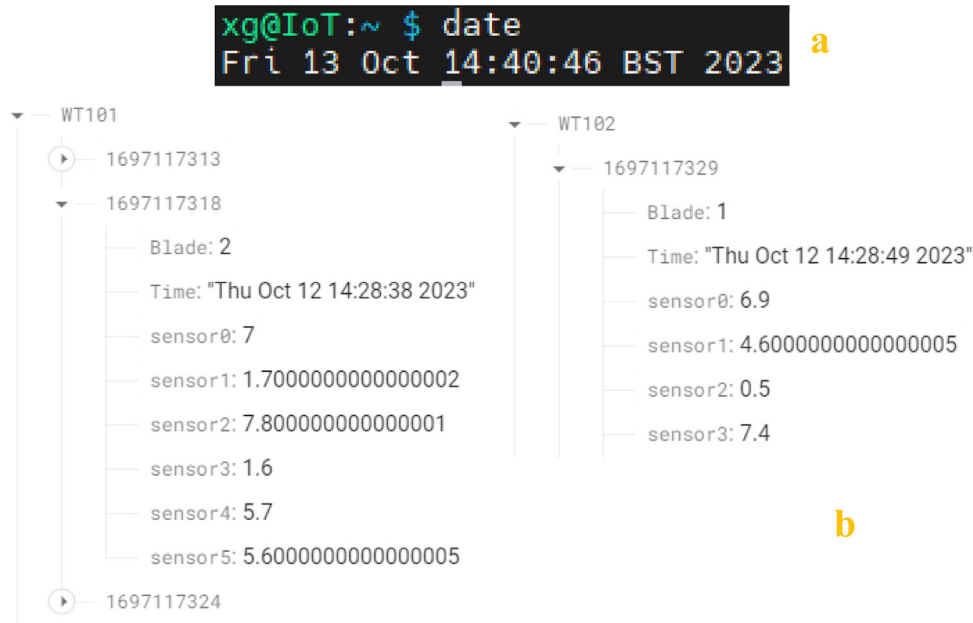 xg@IoT:~ $ date
Fri 13 Oct 14:40:46 BST 2023
a
WT101
1697117313
1697117318
Blade: 2
Time: "Thu Oct 12 14:28:38 2023"
sensor0: 7
sensor1: 1.7000000000000002
sensor2: 7.800000000000001
sensor3: 1.6
sensor4: 5.7
sensor5: 5.6000000000000005
1697117324
WT102
1697117329
Blade: 1
Time: "Thu Oct 12 14:28:49 2023"
sensor0: 6.9
sensor1: 4.6000000000000005
sensor2: 0.5
sensor3: 7.4
b